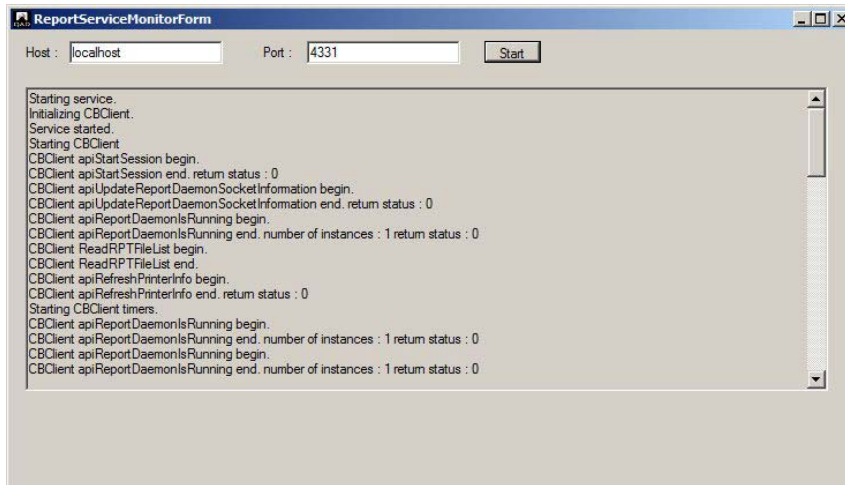 QAD
ReportServiceMonitorForm
Host : localhost Port : 4331 Start
Starting service.
Initializing CBClient.
Service started.
Starting CBClient
CBClient apiStartSession begin.
CBClient apiStartSession end. return status : 0
CBClient apiUpdateReportDaemonSocketInformation begin.
CBClient apiUpdateReportDaemonSocketInformation end. return status : 0
CBClient apiReportDaemonIsRunning begin.
CBClient apiReportDaemonIsRunning end. number of instances : 1 return status : 0
CBClient ReadRPTFileList begin.
CBClient ReadRPTFileList end.
CBClient apiRefreshPrinterInfo begin.
CBClient apiRefreshPrinterInfo end. return status : 0
Starting CBClient timers.
CBClient apiReportDaemonIsRunning begin.
CBClient apiReportDaemonIsRunning end. number of instances : 1 return status : 0
CBClient apiReportDaemonIsRunning begin.
CBClient apiReportDaemonIsRunning end. number of instances : 1 return status : 0